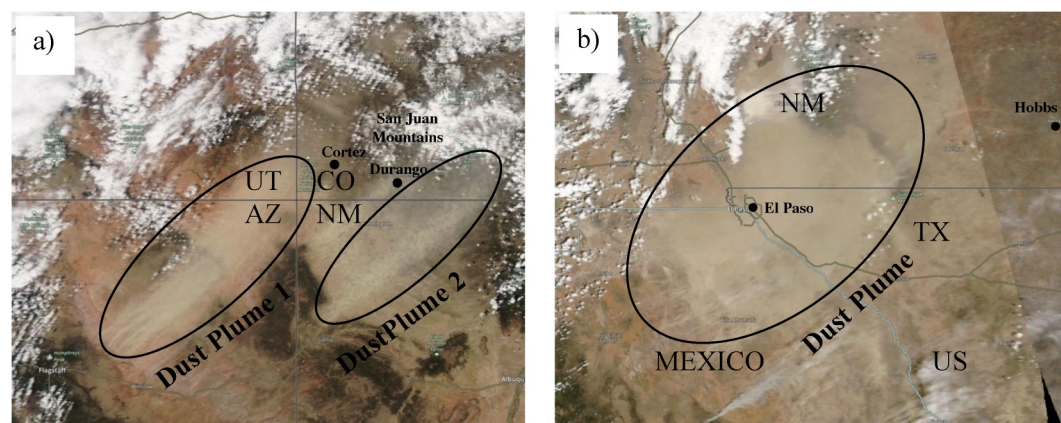 a)
San Juan
Mountains
Cortez
Durango
UT
CO
AZ
NM
Dust Plume 1
DustPlume 2
Flagstaff
Albuq
b)
NM
Hobbs
El Paso
TX
Dust Plume
MEXICO
US